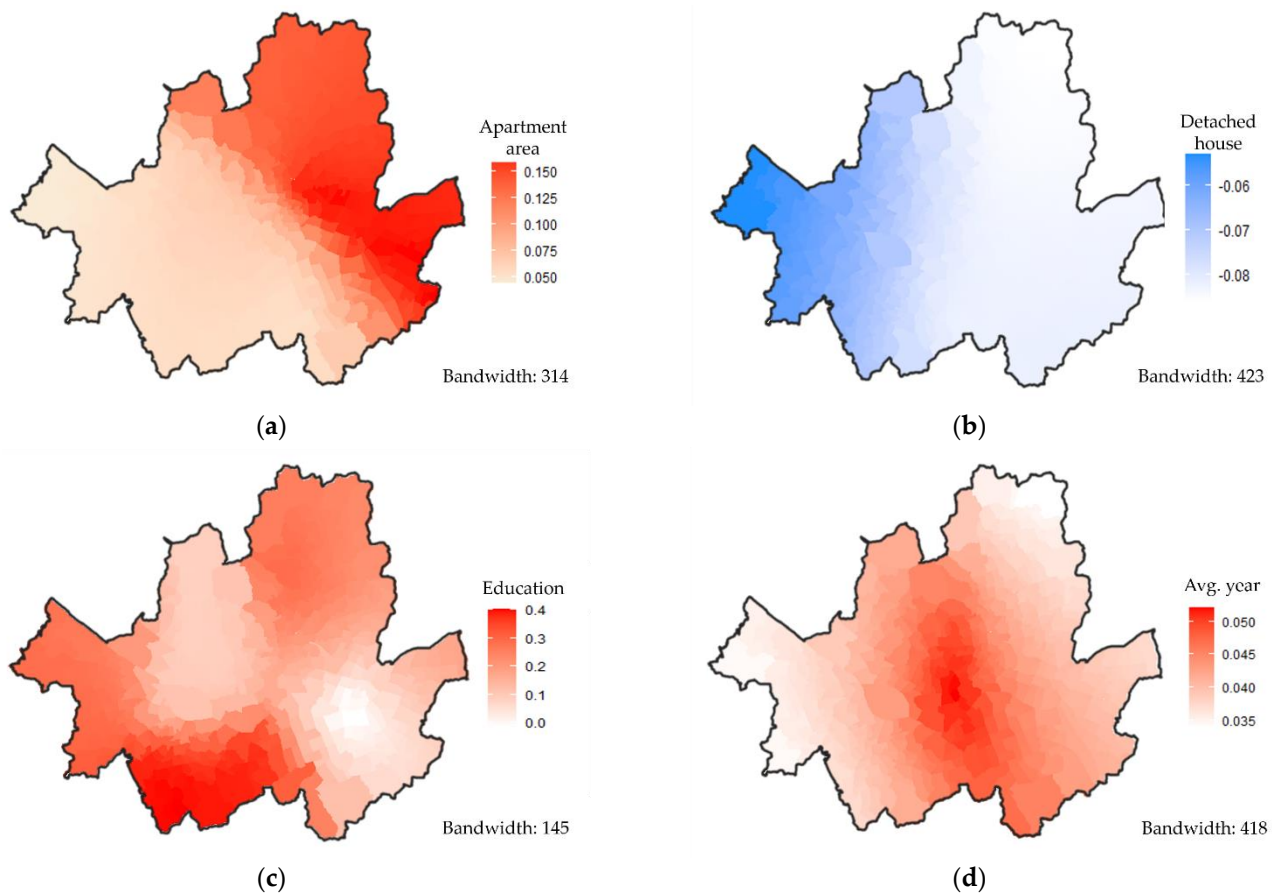 Apartment
area
0.150
0.125
0.100
0.075
0.050
Bandwidth: 314
(a)
Detached
house
-0.06
-0.07
-0.08
Bandwidth: 423
(b)
Education
0.4
0.3
0.2
0.1
0.0
Bandwidth: 145
(c)
Avg. year
0.050
0.045
0.040
0.035
Bandwidth: 418
(d)